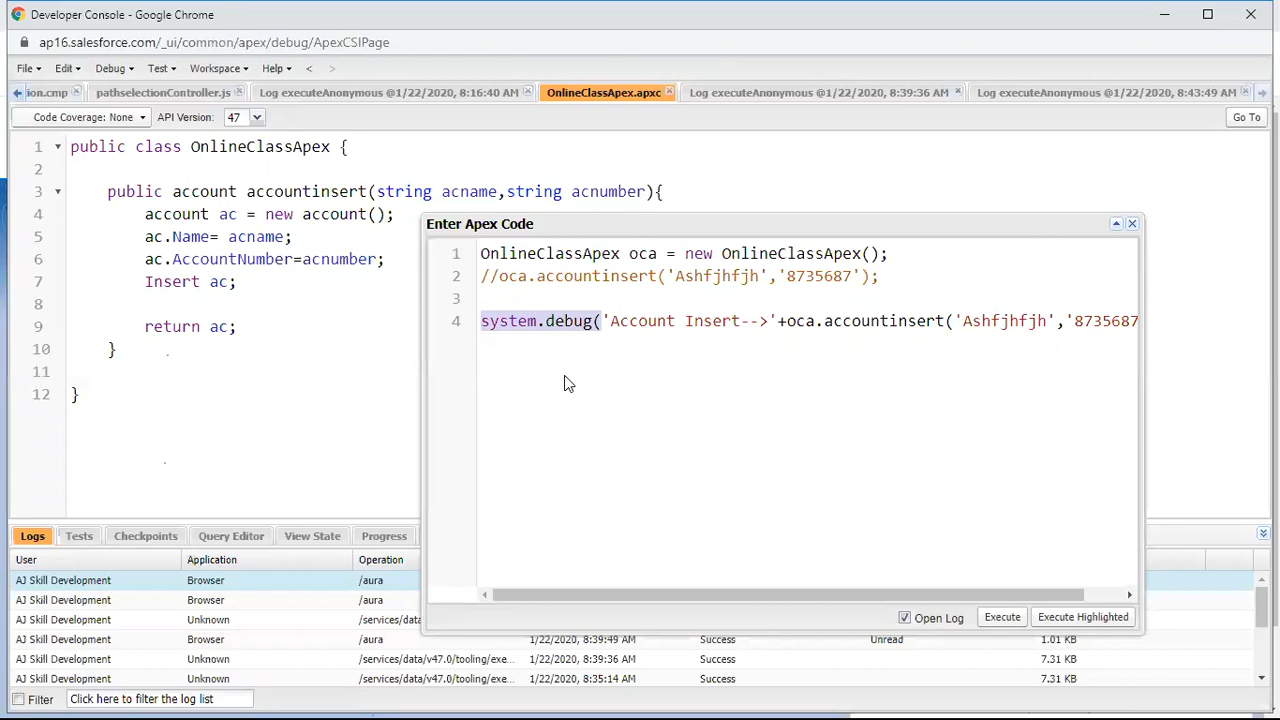 Developer Console - Google Chrome
ap16.salesforce.com/_ui/common/apex/debug/ApexCSIPage
File Edit Debug Test Workspace Help < >
ion.cmp pathselectionController.js Log executeAnonymous @1/22/2020, 8:16:40 AM OnlineClassApex.apxc Log executeAnonymous @1/22/2020, 8:39:36 AM Log executeAnonymous @1/22/2020, 8:43:49 AM
Code Coverage: None API Version: 47 Go To
1 public class OnlineClassApex {
2
3 public account accountinsert(string acname,string acnumber){
4 account ac = new account();
5 ac.Name= acname;
6 ac.AccountNumber=acnumber;
7 Insert ac;
8
9 return ac;
10 }
11
12 }
Enter Apex Code
1 OnlineClassApex oca = new OnlineClassApex();
2 //oca.accountinsert('Ashfjhfjh','8735687');
3
4 system.debug('Account Insert-->'+oca.accountinsert('Ashfjhfjh','8735687
Open Log Execute Execute Highlighted
Logs Tests Checkpoints Query Editor View State Progress
User Application Operation
AJ Skill Development Browser /aura
AJ Skill Development Browser /aura
AJ Skill Development Unknown /services/da
AJ Skill Development Browser /aura 1/22/2020, 8:39:49 AM Success Unread 1.01 KB
AJ Skill Development Unknown /services/data/v47.0/tooling/exe... 1/22/2020, 8:39:36 AM Success 7.31 KB
AJ Skill Development Unknown /services/data/v47.0/tooling/exe... 1/22/2020, 8:35:14 AM Success 7.31 KB
Filter Click here to filter the log list